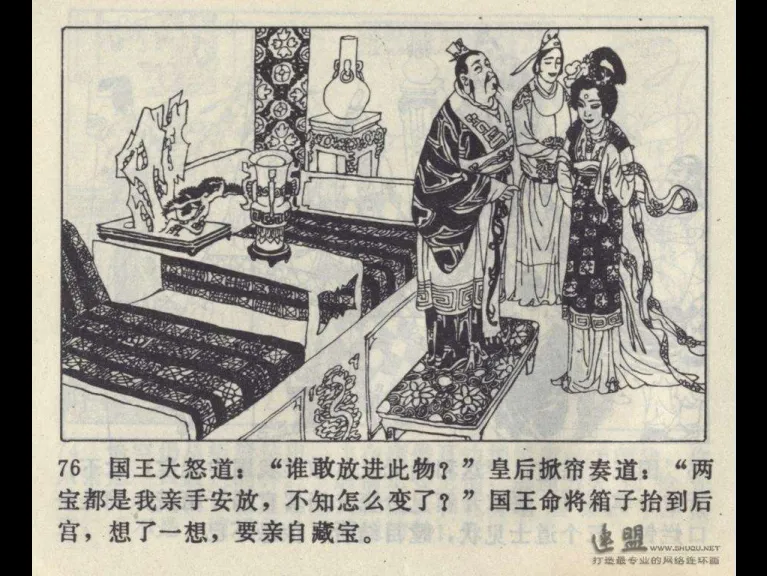 76 国王大怒道：“谁敢放进此物？”皇后掀帘奏道：“两
宝都是我亲手安放，不知怎么变了？”国王命将箱子抬到后
宫，想了一想，要亲自藏宝。
连盟 WWW.SHUQU.NET
打造最专业的网络连环画